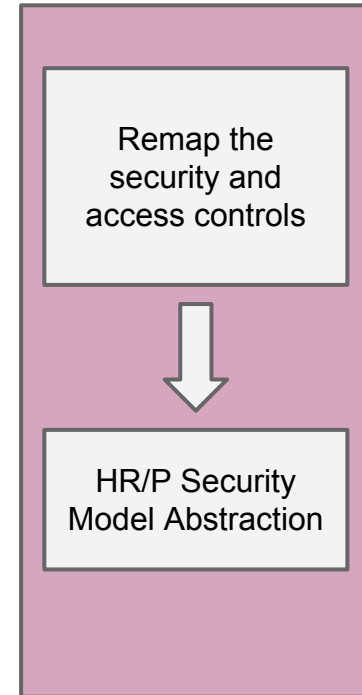 Remap the
security and
access controls
HR/P Security
Model Abstraction